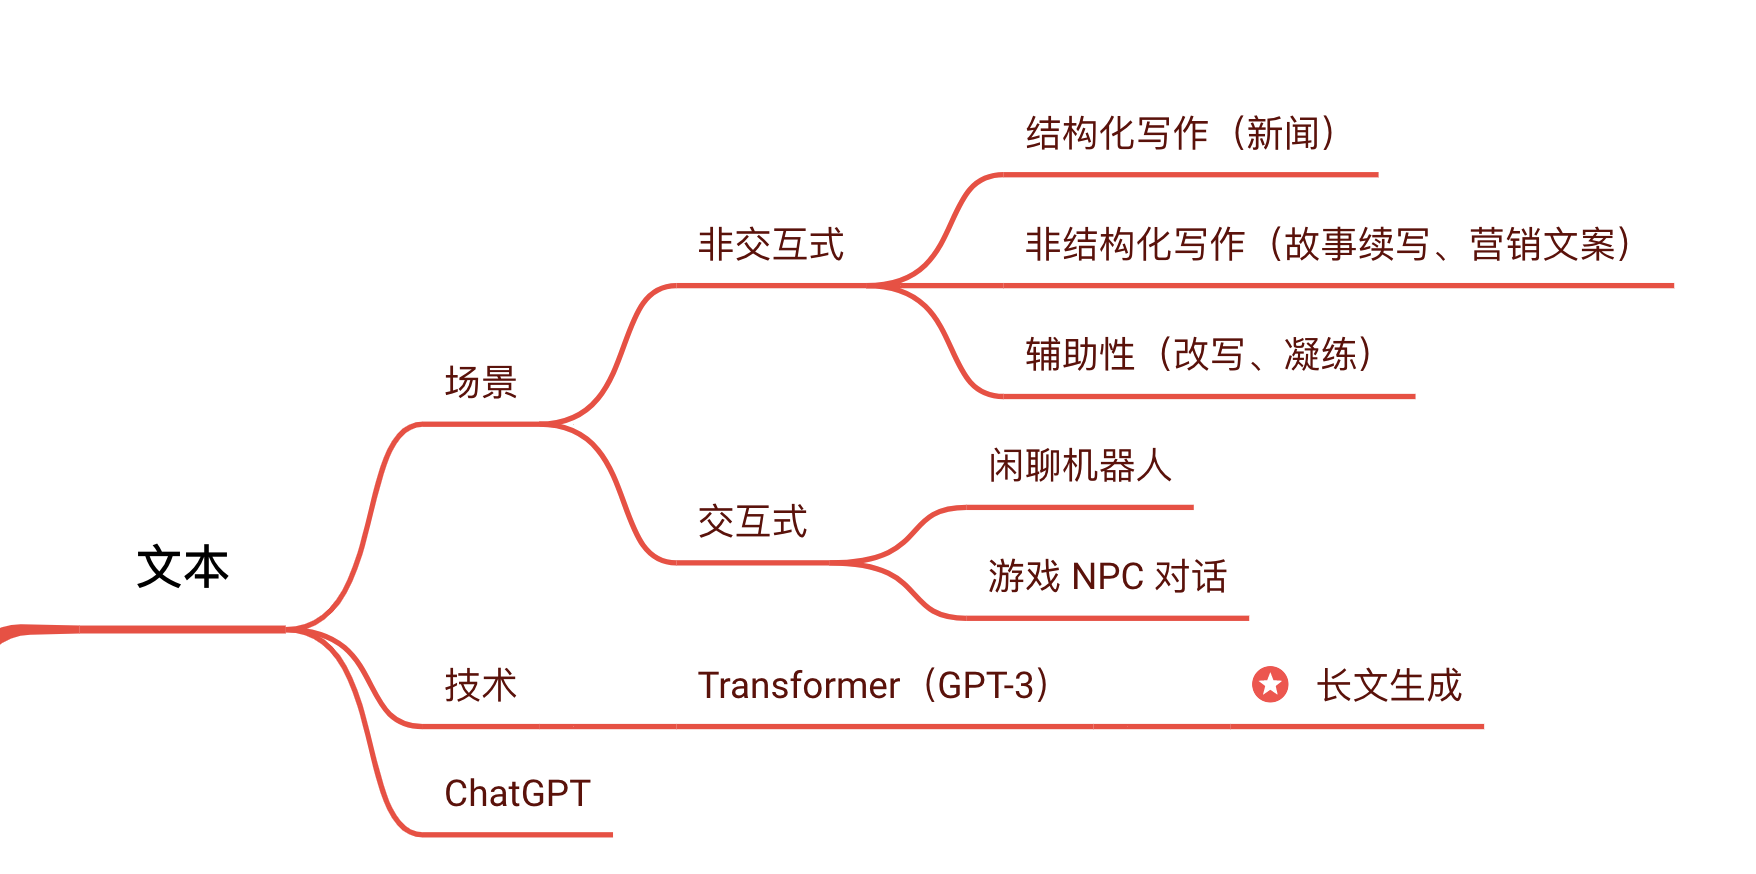 结构化写作（新闻）
非交互式
非结构化写作（故事续写、营销文案）
辅助性（改写、凝练）
场景
闲聊机器人
交互式
游戏 NPC 对话
文本
技术
Transformer（GPT-3）
长文生成
ChatGPT